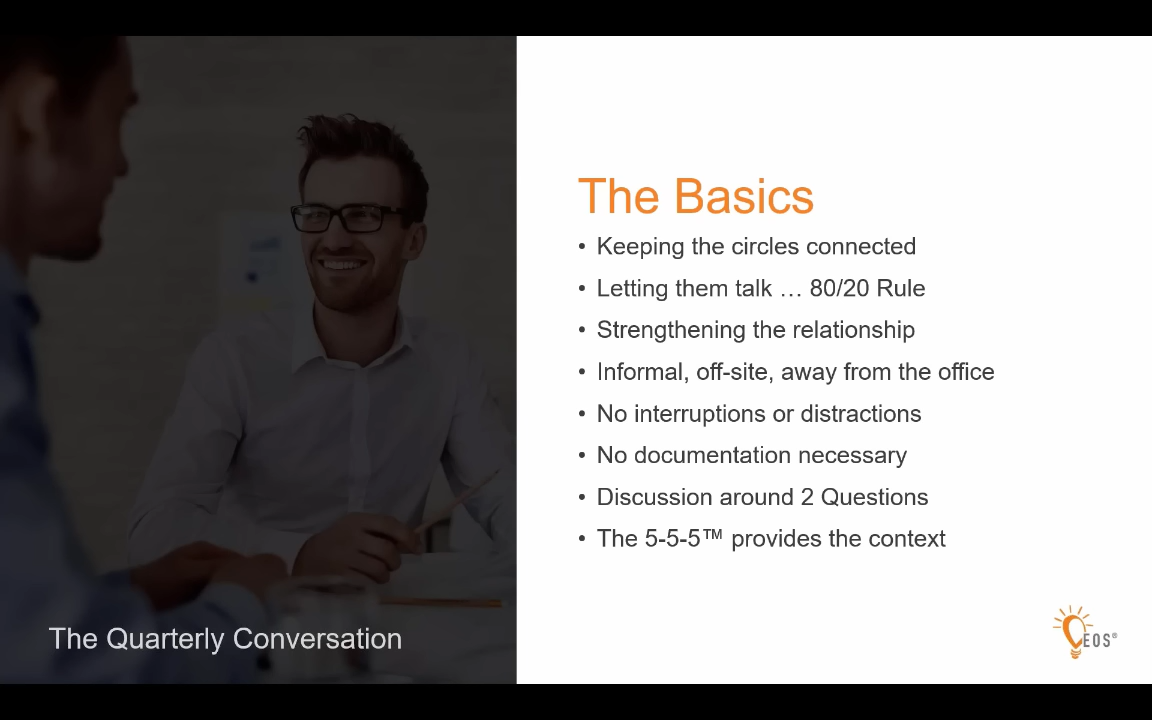 The Basics
• Keeping the circles connected
• Letting them talk … 80/20 Rule
• Strengthening the relationship
• Informal, off-site, away from the office
• No interruptions or distractions
• No documentation necessary
• Discussion around 2 Questions
• The 5-5-5™ provides the context
The Quarterly Conversation
EOS®